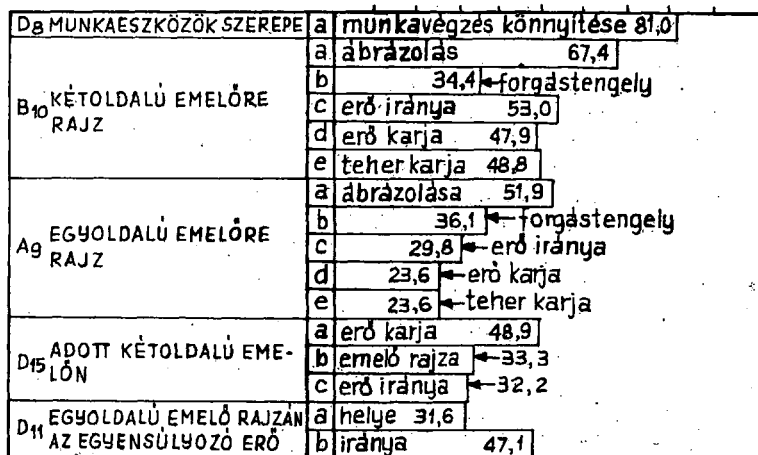 D8 MUNKAESZKÖZÖK SZEREPE a munkavégzés könnyítése 81,0
B10 KÉTOLDALÚ EMELŐRE RAJZ
a ábrázolás 67,4
b 34,4 forgástengely
c erő iránya 53,0
d erő karja 47,9
e teher karja 48,8
A9 EGYOLDALÚ EMELŐRE RAJZ
a ábrázolása 51,9
b 36,1 forgástengely
c 29,8 erő iránya
d 23,6 erő karja
e 23,6 teher karja
D15 ADOTT KÉTOLDALÚ EME-
LŐN
a erő karja 48,9
b emelő rajza 33,3
c erő iránya 32,2
D11 EGYOLDALÚ EMELŐ RAJZÁN
AZ EGYENSÚLYOZÓ ERŐ
a helye 31,6
b iránya 47,1